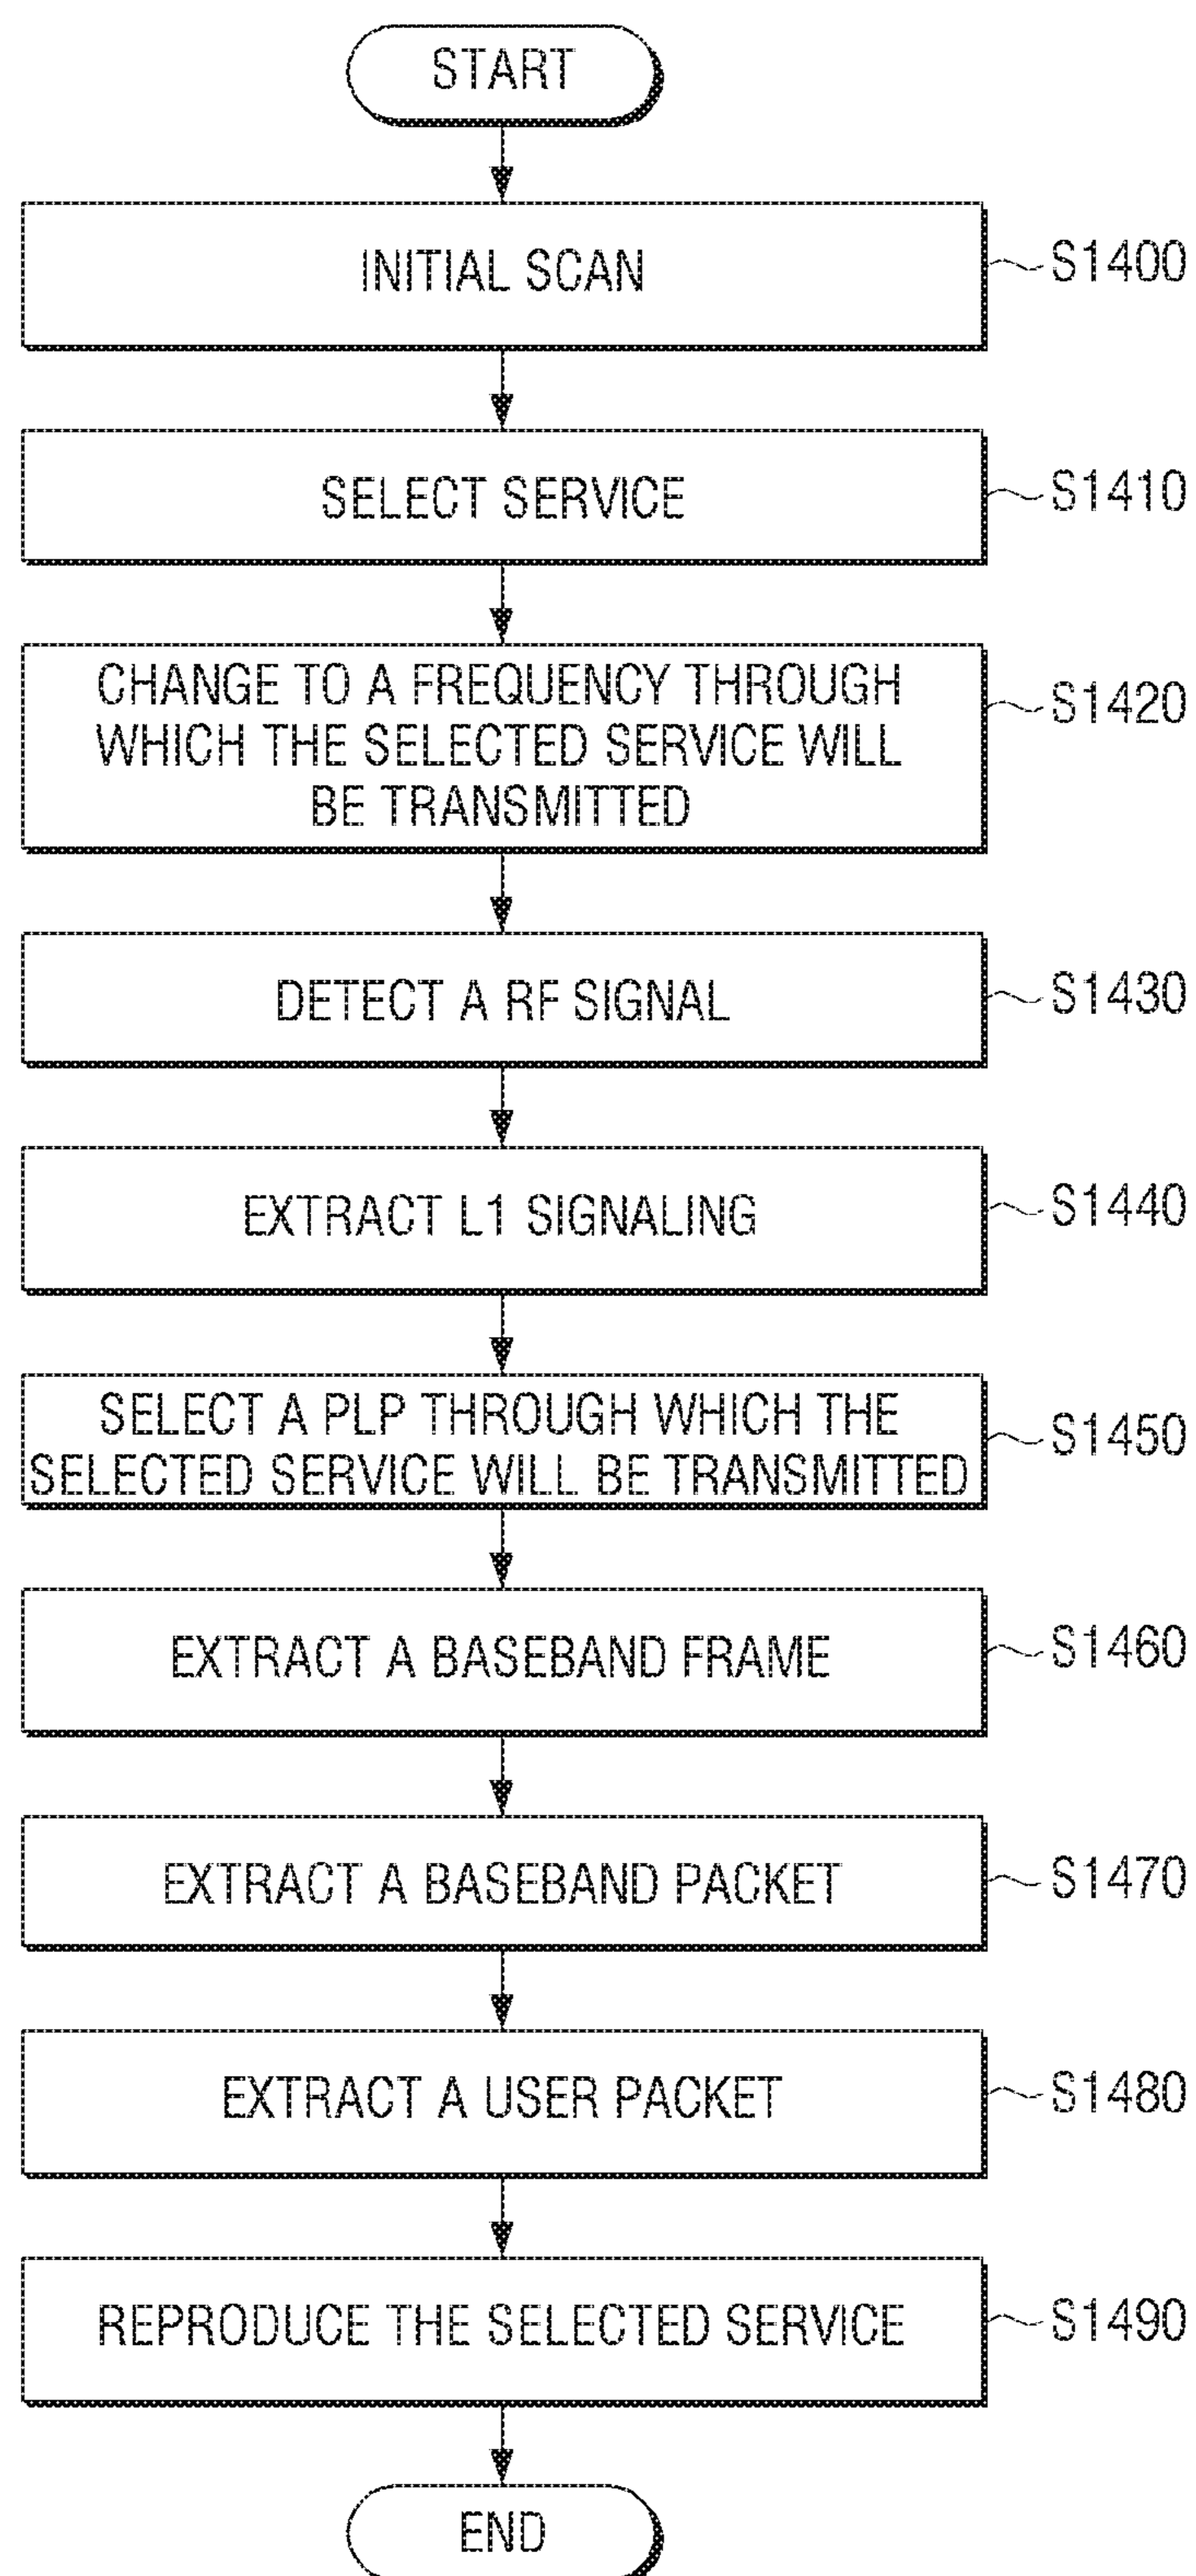 START
INITIAL SCAN
S1400
SELECT SERVICE
S1410
CHANGE TO A FREQUENCY THROUGH
WHICH THE SELECTED SERVICE WILL
BE TRANSMITTED
S1420
DETECT A RF SIGNAL
S1430
EXTRACT L1 SIGNALING
S1440
SELECT A PLP THROUGH WHICH THE
SELECTED SERVICE WILL BE TRANSMITTED
S1450
EXTRACT A BASEBAND FRAME
S1460
EXTRACT A BASEBAND PACKET
S1470
EXTRACT A USER PACKET
S1480
REPRODUCE THE SELECTED SERVICE
S1490
END